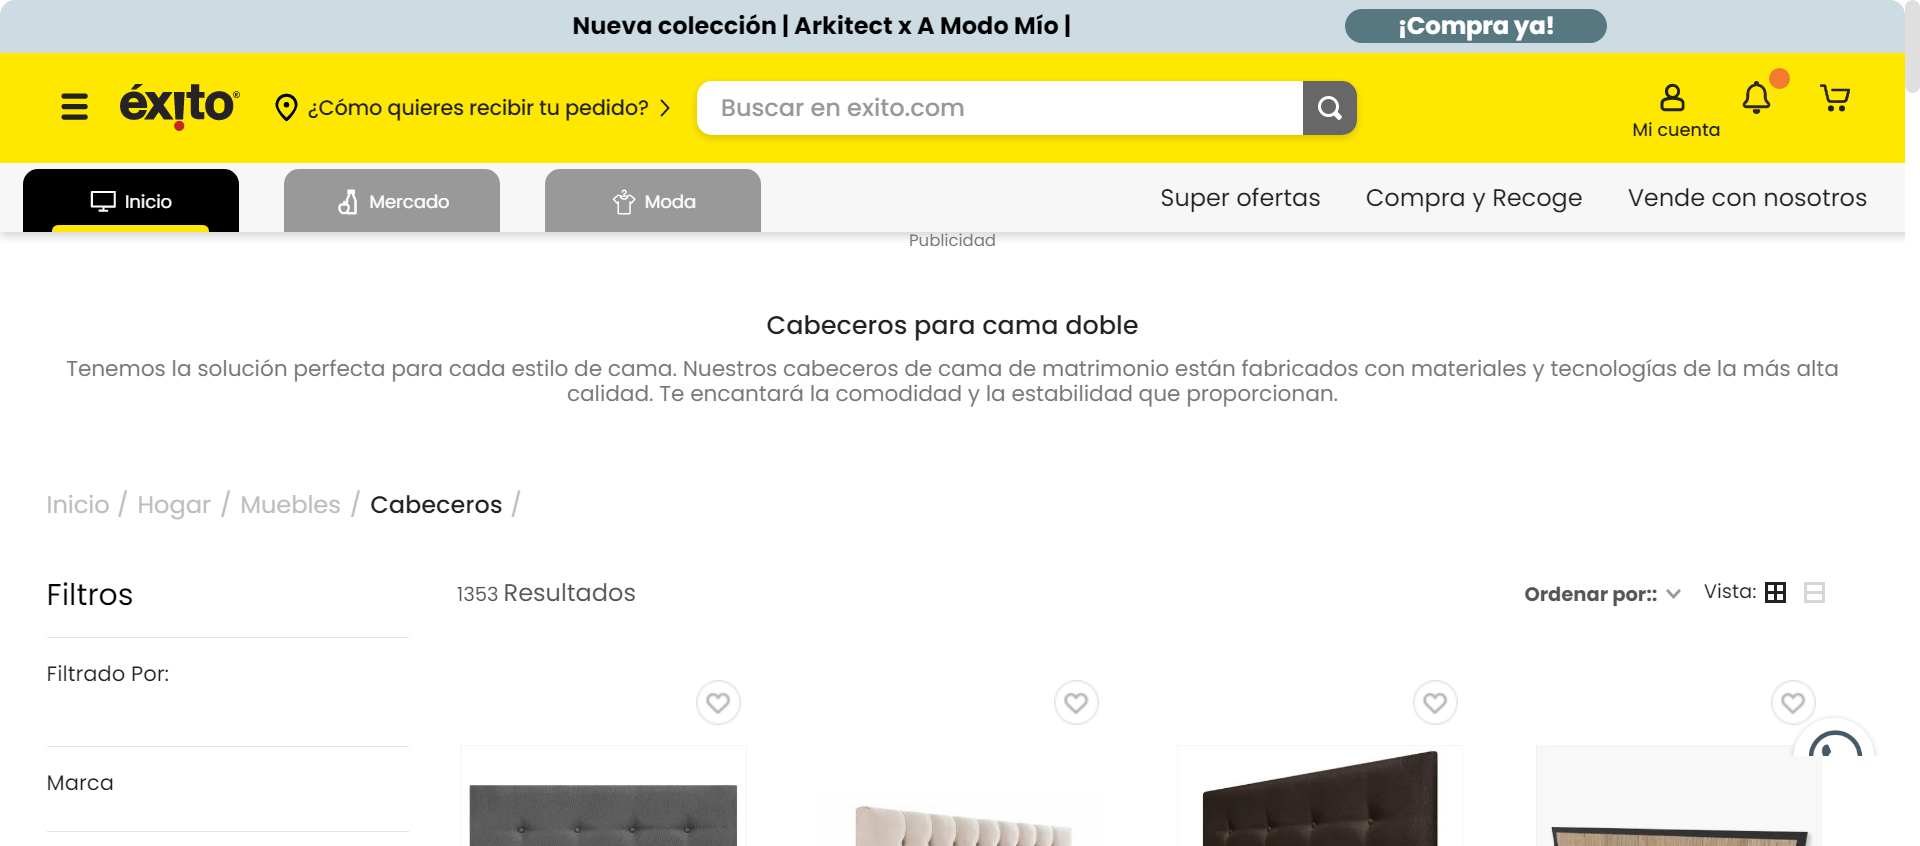 Nueva colección | Arkitect x A Modo Mío |
¡Compra ya!
éxito®
¿Cómo quieres recibir tu pedido?
Buscar en exito.com
Mi cuenta
Inicio
Mercado
Moda
Super ofertas
Compra y Recoge
Vende con nosotros
Publicidad
Cabeceros para cama doble
Tenemos la solución perfecta para cada estilo de cama. Nuestros cabeceros de cama de matrimonio están fabricados con materiales y tecnologías de la más alta
calidad. Te encantará la comodidad y la estabilidad que proporcionan.
Inicio / Hogar / Muebles / Cabeceros /
Filtros
1353 Resultados
Ordenar por::
Vista:
Filtrado Por:
Marca